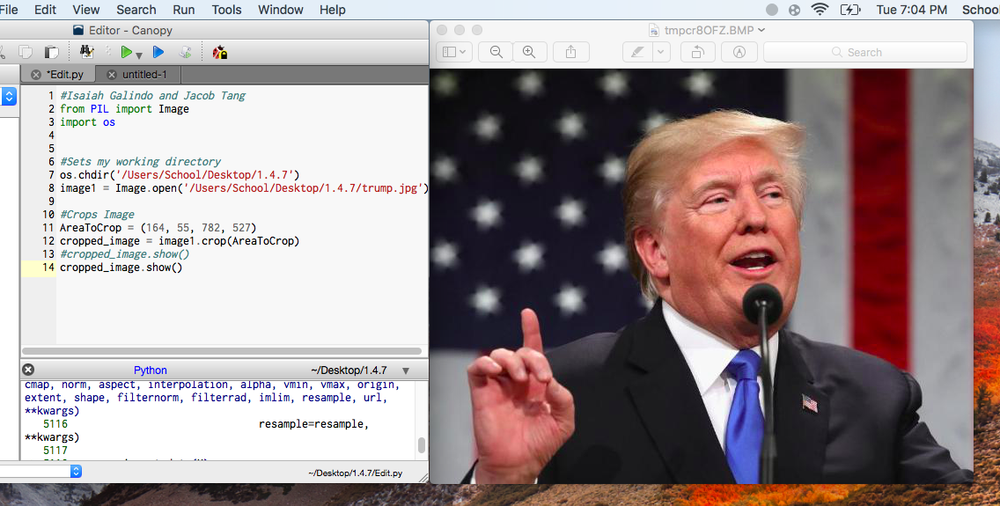 File Edit View Search Run Tools Window Help Tue 7:04 PM School
Editor - Canopy
*Edit.py untitled-1
1 #Isaiah Galindo and Jacob Tang
2 from PIL import Image
3 import os
4
5
6 #Sets my working directory
7 os.chdir('/Users/School/Desktop/1.4.7')
8 image1 = Image.open('/Users/School/Desktop/1.4.7/trump.jpg')
9
10 #Crops Image
11 AreaToCrop = (164, 55, 782, 527)
12 cropped_image = image1.crop(AreaToCrop)
13 #cropped_image.show()
14 cropped_image.show()
Python ~/Desktop/1.4.7
cmap, norm, aspect, interpolation, alpha, vmin, vmax, origin,
extent, shape, filternorm, filterrad, imlim, resample, url,
**kwargs)
5116 resample=resample,
**kwargs)
5117
~/Desktop/1.4.7/Edit.py
tmpcr8OFZ.BMP
Search